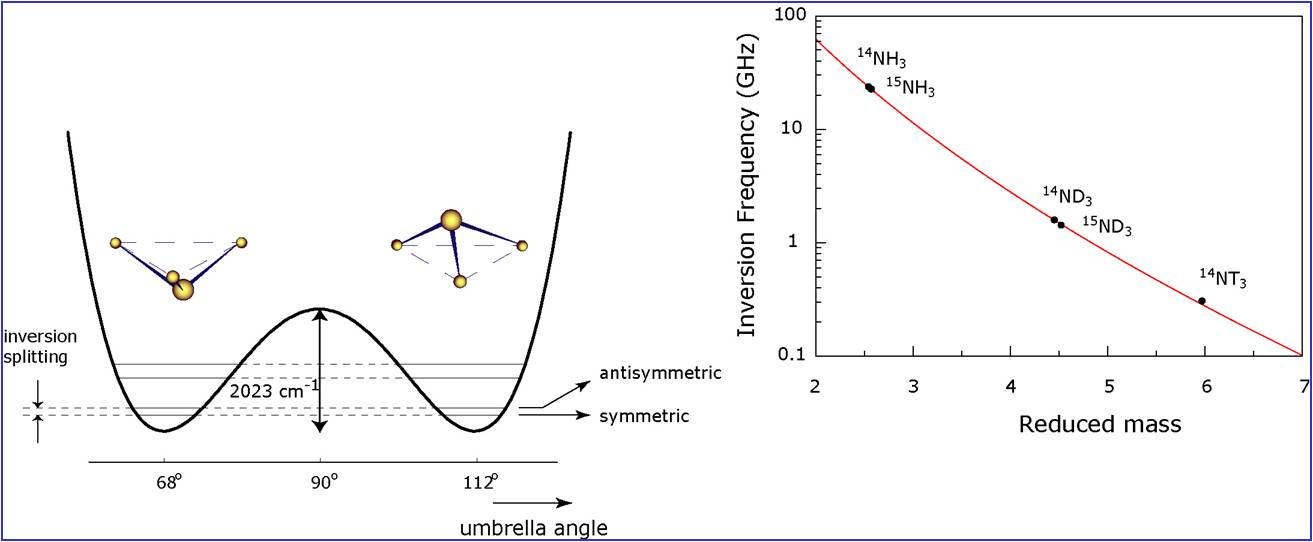 inversion
splitting
2023 cm⁻¹
antisymmetric
symmetric
68°
90°
112°
umbrella angle
Inversion Frequency (GHz)
100
10
1
0.1
¹⁴NH₃
¹⁵NH₃
¹⁴ND₃
¹⁵ND₃
¹⁴NT₃
2 3 4 5 6 7
Reduced mass